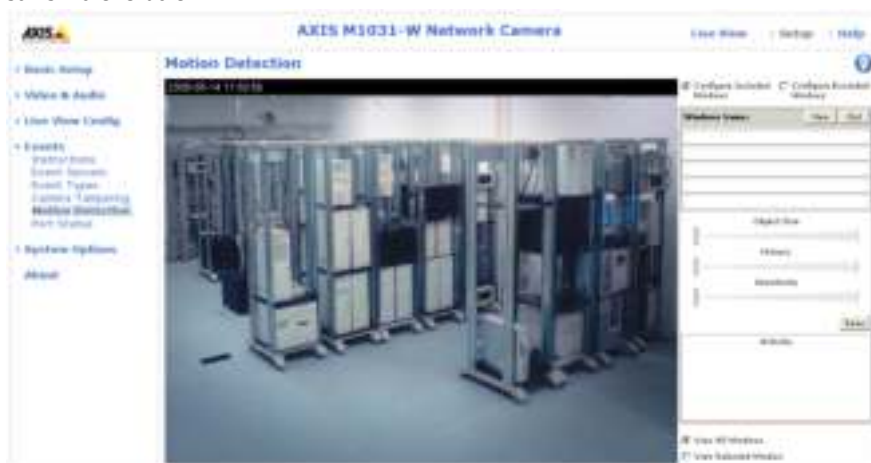 AXIS
AXIS M1031-W Network Camera
Live View
Setup
Help
Basic Setup
Video & Audio
Live View Config
Events
Instructions
Event Servers
Event Types
Camera Tampering
Motion Detection
Port Status
System Options
About
Motion Detection
Configure Included Windows
Configure Excluded Windows
Window Name
New
Del
Object Size
History
Sensitivity
Save
Activity
View All Windows
View Selected Window